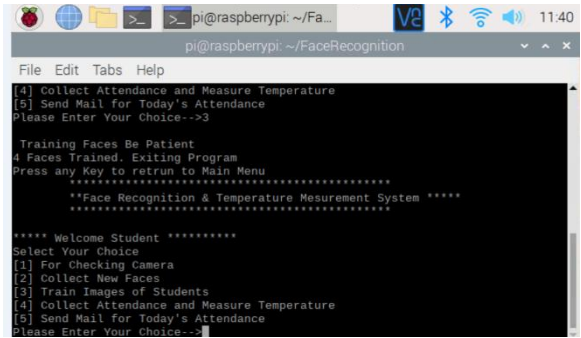 pi@raspberrypi: ~/Fa... V2 11:40
pi@raspberrypi: ~/FaceRecognition
File Edit Tabs Help
[4] Collect Attendance and Measure Temperature
[5] Send Mail for Today's Attendance
Please Enter Your Choice-->3
Training Faces Be Patient
4 Faces Trained. Exiting Program
Press any Key to retrun to Main Menu
**********************************************
**Face Recognition & Temperature Mesurement System *****
**********************************************
***** Welcome Student **********
Select Your Choice
[1] For Checking Camera
[2] Collect New Faces
[3] Train Images of Students
[4] Collect Attendance and Measure Temperature
[5] Send Mail for Today's Attendance
Please Enter Your Choice-->